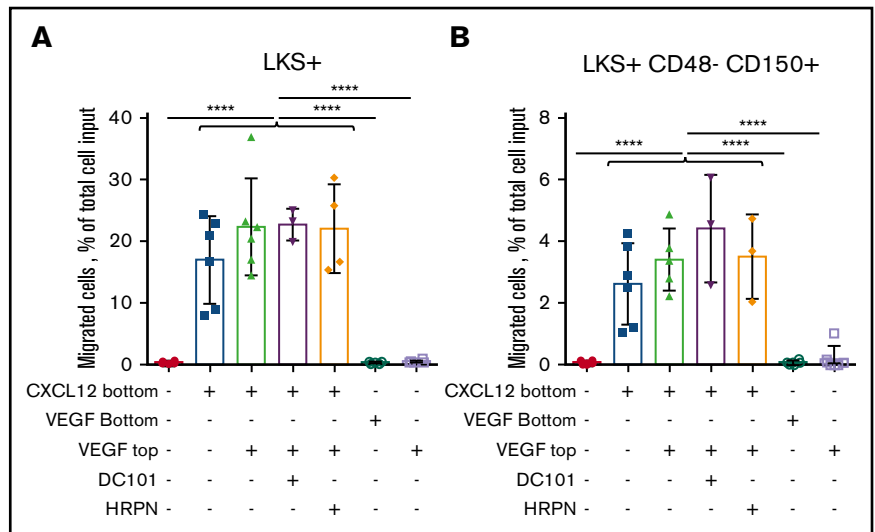 A
LKS+
Migrated cells , % of total cell input
40
30
20
10
0
****
****
****
CXCL12 bottom - + + + + - -
VEGF Bottom - - - - - + -
VEGF top - - + + + - +
DC101 - - - + - - -
HRPN - - - - + - -
B
LKS+ CD48- CD150+
Migrated cells , % of total cell input
8
6
4
2
0
****
****
****
CXCL12 bottom - + + + + - -
VEGF Bottom - - - - - + -
VEGF top - - + + + - +
DC101 - - - + - - -
HRPN - - - - + - -